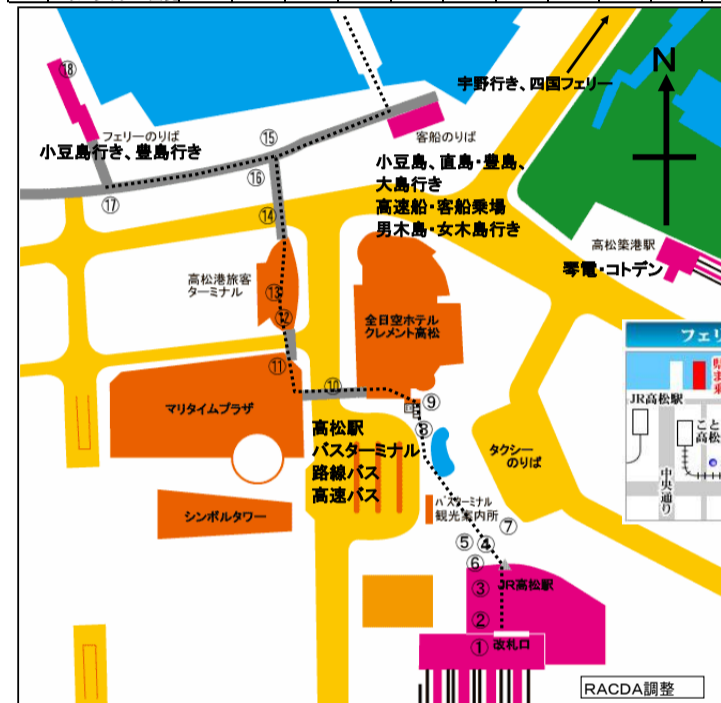 宇野行き、四国フェリー
N
⑱
フェリーのりば
小豆島行き、豊島行き
⑮
⑯
⑰
⑭
客船のりば
小豆島、直島・豊島、
大島行き
高速船・客船乗場
男木島・女木島行き
高松築港駅
琴電・コトデン
高松港旅客
ターミナル
⑬
⑫
⑪
⑩
全日空ホテル
クレメント高松
マリタイムプラザ
⑨
⑧
高松駅
バスターミナル
路線バス
高速バス
シンボルタワー
タクシー
のりば
バスターミナル
観光案内所
⑦
⑤
④
⑥
③
JR高松駅
②
①
改札口
フェリ
JR高松駅
こと
高松
中央通り
RACDA調整